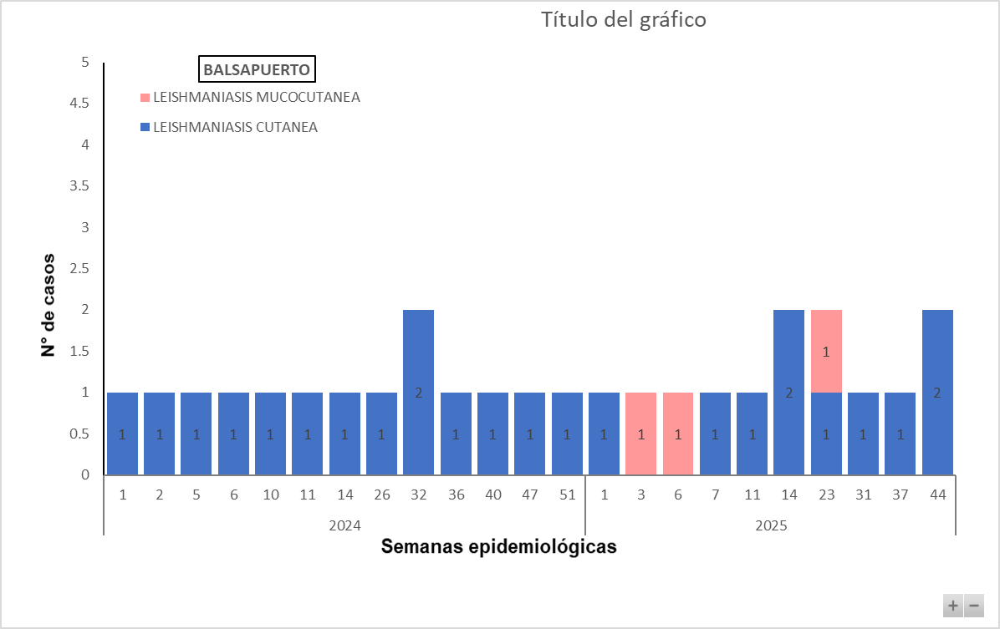 Título del gráfico
BALSAPUERTO
LEISHMANIASIS MUCOCUTANEA
LEISHMANIASIS CUTANEA
N° de casos
5
4.5
4
3.5
3
2.5
2
1.5
1
0.5
0
1
2 2 2
1 1 1 1 1 1 1 1 1 1 1 1 1 1 1 1 1 1 1 1
1 2 5 6 10 11 14 26 32 36 40 47 51 1 3 6 7 11 14 23 31 37 44
2024 2025
Semanas epidemiológicas
+ −